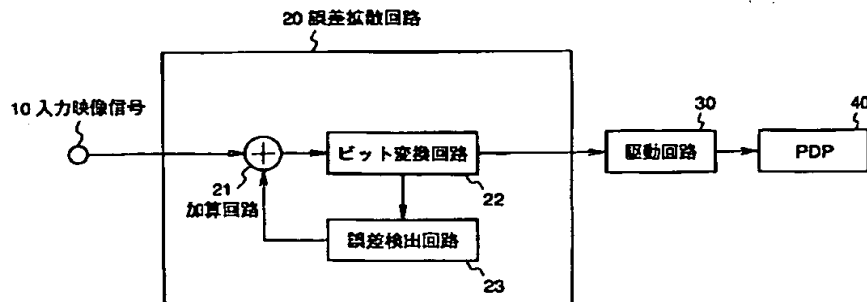 20 誤差拡散回路
10 入力映像信号
30
40
ビット変換回路
駆動回路
PDP
21
加算回路
22
誤差検出回路
23